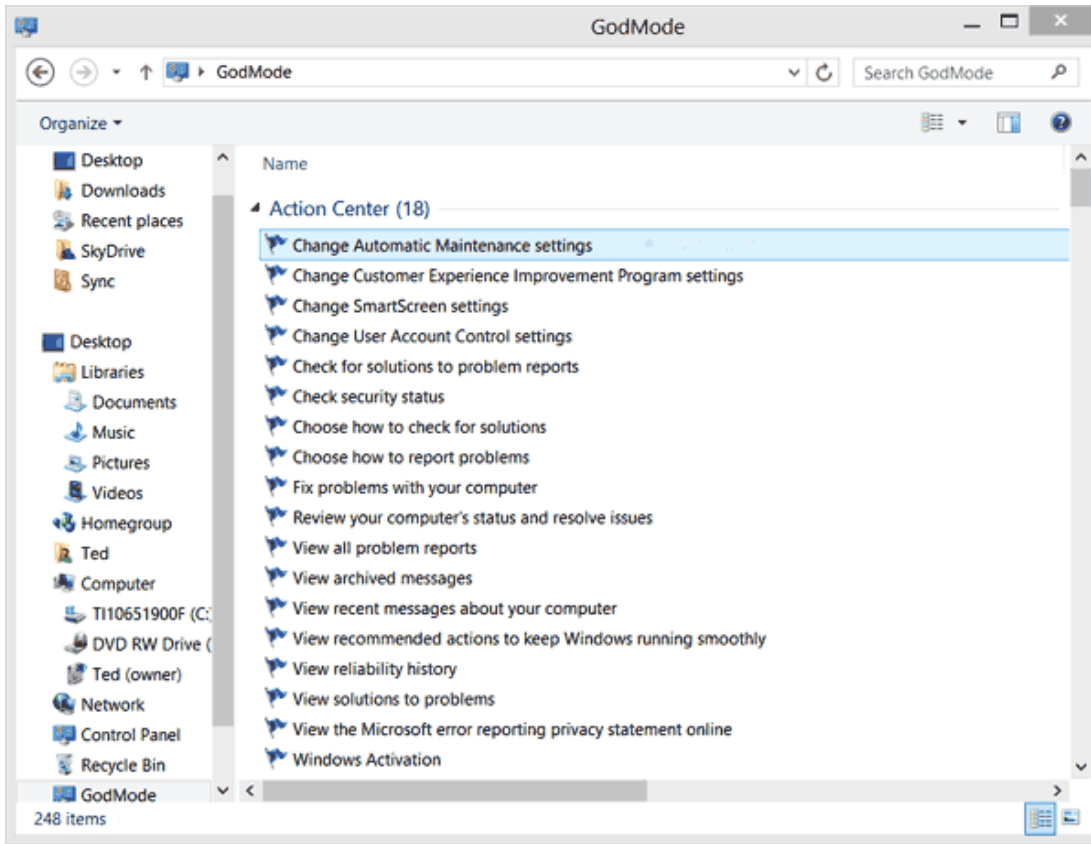 GodMode
GodMode
Search GodMode
Organize
Desktop
Downloads
Recent places
SkyDrive
Sync
Desktop
Libraries
Documents
Music
Pictures
Videos
Homegroup
Ted
Computer
TI10651900F (C:
DVD RW Drive (
Ted (owner)
Network
Control Panel
Recycle Bin
GodMode
Name
Action Center (18)
Change Automatic Maintenance settings
Change Customer Experience Improvement Program settings
Change SmartScreen settings
Change User Account Control settings
Check for solutions to problem reports
Check security status
Choose how to check for solutions
Choose how to report problems
Fix problems with your computer
Review your computer's status and resolve issues
View all problem reports
View archived messages
View recent messages about your computer
View recommended actions to keep Windows running smoothly
View reliability history
View solutions to problems
View the Microsoft error reporting privacy statement online
Windows Activation
248 items